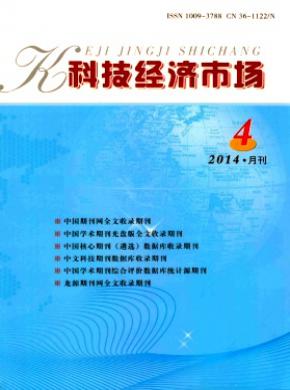 ISSN 1009-3788 CN 36-1122/N
KEJI JINGJI SHICHANG
科技经济市场
4
2014·月刊
※中国期刊网全文收录期刊
※中国学术期刊光盘版全文收录期刊
※中国核心期刊（遴选）数据库收录期刊
※中文科技期刊数据库收录期刊
※中国学术期刊综合评价数据库统计源期刊
※龙源期刊网全文收录期刊